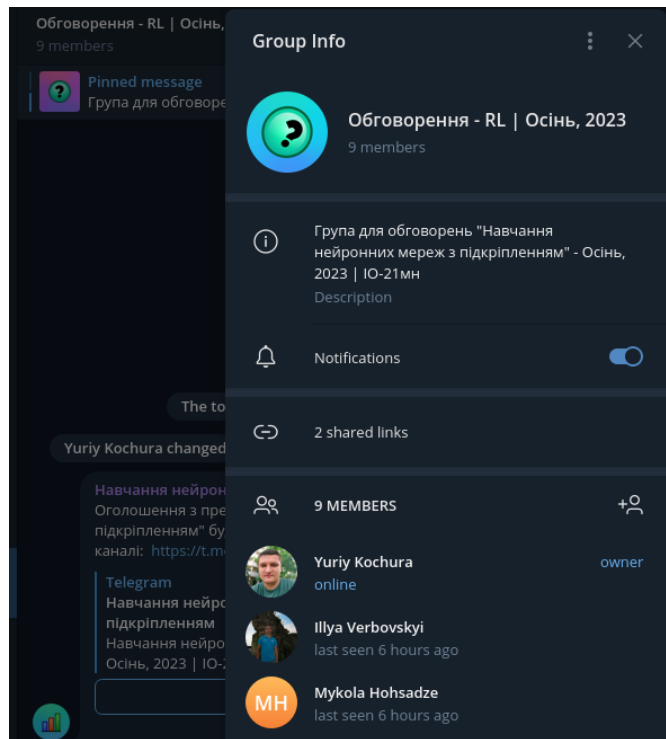 Обговорення - RL | Осінь,
9 members
Pinned message
Група для обговоре
The to
Yuriy Kochura changed
Навчання нейрон
Оголошення з пре
підкріпленням" бу
каналі: https://t.m
Telegram
Навчання нейро
підкріпленням
Навчання нейро
Осінь, 2023 | ІО-2
Group Info
Обговорення - RL | Осінь, 2023
9 members
Група для обговорень "Навчання
нейронних мереж з підкріпленням" - Осінь,
2023 | ІО-21мн
Description
Notifications
2 shared links
9 MEMBERS
Yuriy Kochura
owner
online
Illya Verbovskyi
last seen 6 hours ago
MH
Mykola Hohsadze
last seen 6 hours ago